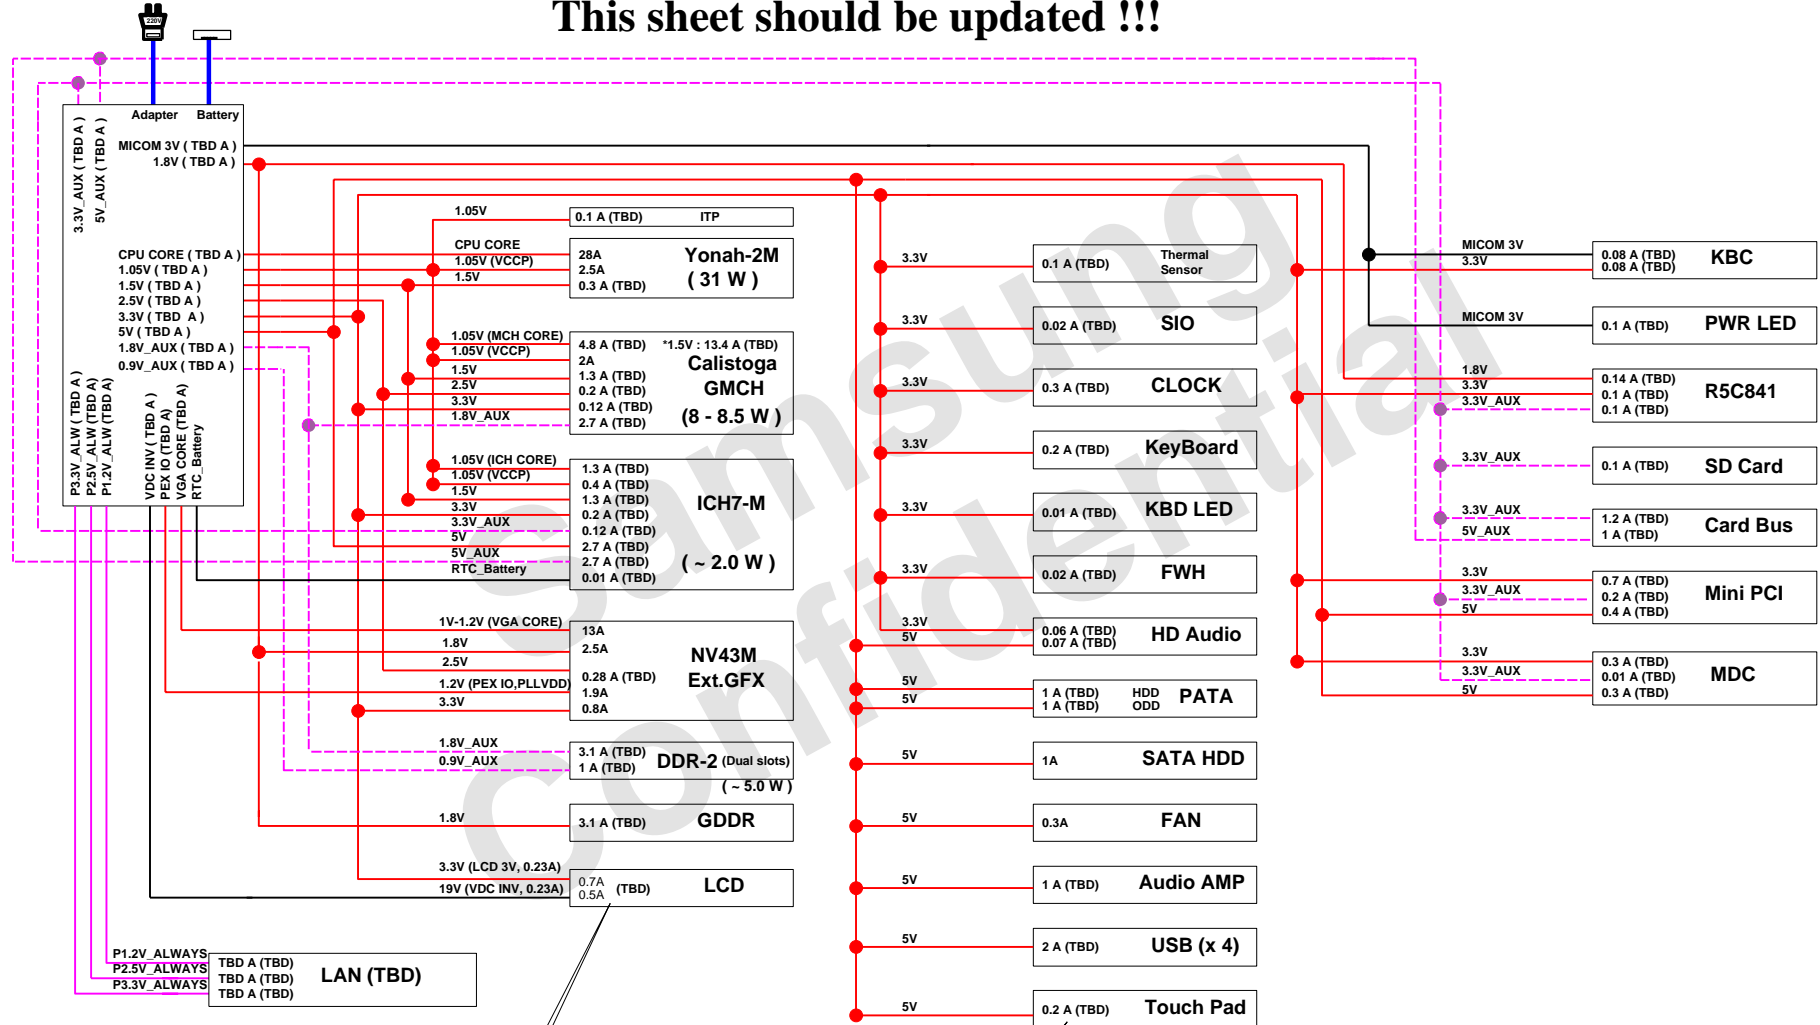 This sheet should be updated !!!
220V
Adapter Battery
3.3V_AUX ( TBD A )
5V_AUX ( TBD A )
MICOM 3V ( TBD A )
1.8V ( TBD A )
CPU CORE ( TBD A )
1.05V ( TBD A )
1.5V ( TBD A )
2.5V ( TBD A )
3.3V ( TBD A )
5V ( TBD A )
1.8V_AUX ( TBD A )
0.9V_AUX ( TBD A )
P3.3V_ALW ( TBD A )
P2.5V_ALW (TBD A)
P1.2V_ALW (TBD A)
VDC INV ( TBD A )
PEX IO (TBD A)
VGA CORE (TBD A)
RTC_Battery
1.05V
0.1 A (TBD) ITP
CPU CORE
1.05V (VCCP)
1.5V
28A
2.5A
0.3 A (TBD)
Yonah-2M
( 31 W )
1.05V (MCH CORE)
1.05V (VCCP)
1.5V
2.5V
3.3V
1.8V_AUX
4.8 A (TBD)
2A
1.3 A (TBD)
0.2 A (TBD)
0.12 A (TBD)
2.7 A (TBD)
*1.5V : 13.4 A (TBD)
Calistoga
GMCH
(8 - 8.5 W )
1.05V (ICH CORE)
1.05V (VCCP)
1.5V
3.3V
3.3V_AUX
5V
5V_AUX
RTC_Battery
1.3 A (TBD)
0.4 A (TBD)
1.3 A (TBD)
0.2 A (TBD)
0.12 A (TBD)
2.7 A (TBD)
2.7 A (TBD)
0.01 A (TBD)
ICH7-M
( ~ 2.0 W )
1V-1.2V (VGA CORE)
1.8V
2.5V
1.2V (PEX IO,PLLVDD)
3.3V
13A
2.5A
0.28 A (TBD)
1.9A
0.8A
NV43M
Ext.GFX
1.8V_AUX
0.9V_AUX
3.1 A (TBD)
1 A (TBD)
DDR-2 (Dual slots)
( ~ 5.0 W )
1.8V
3.1 A (TBD) GDDR
3.3V (LCD 3V, 0.23A)
19V (VDC INV, 0.23A)
0.7A
0.5A
(TBD)
LCD
P1.2V_ALWAYS
P2.5V_ALWAYS
P3.3V_ALWAYS
TBD A (TBD)
TBD A (TBD)
TBD A (TBD)
LAN (TBD)
3.3V
0.1 A (TBD)
Thermal
Sensor
3.3V
0.02 A (TBD) SIO
3.3V
0.3 A (TBD) CLOCK
3.3V
0.2 A (TBD) KeyBoard
3.3V
0.01 A (TBD) KBD LED
3.3V
0.02 A (TBD) FWH
3.3V
5V
0.06 A (TBD)
0.07 A (TBD)
HD Audio
5V
5V
1 A (TBD) HDD
1 A (TBD) ODD
PATA
5V
1A SATA HDD
5V
0.3A FAN
5V
1 A (TBD) Audio AMP
5V
2 A (TBD) USB (x 4)
5V
0.2 A (TBD) Touch Pad
MICOM 3V
3.3V
0.08 A (TBD)
0.08 A (TBD)
KBC
MICOM 3V
0.1 A (TBD) PWR LED
1.8V
3.3V
3.3V_AUX
0.14 A (TBD)
0.1 A (TBD)
0.1 A (TBD)
R5C841
3.3V_AUX
0.1 A (TBD) SD Card
3.3V_AUX
5V_AUX
1.2 A (TBD)
1 A (TBD)
Card Bus
3.3V
3.3V_AUX
5V
0.7 A (TBD)
0.2 A (TBD)
0.4 A (TBD)
Mini PCI
3.3V
3.3V_AUX
5V
0.3 A (TBD)
0.01 A (TBD)
0.3 A (TBD)
MDC
Samsung
Confidential